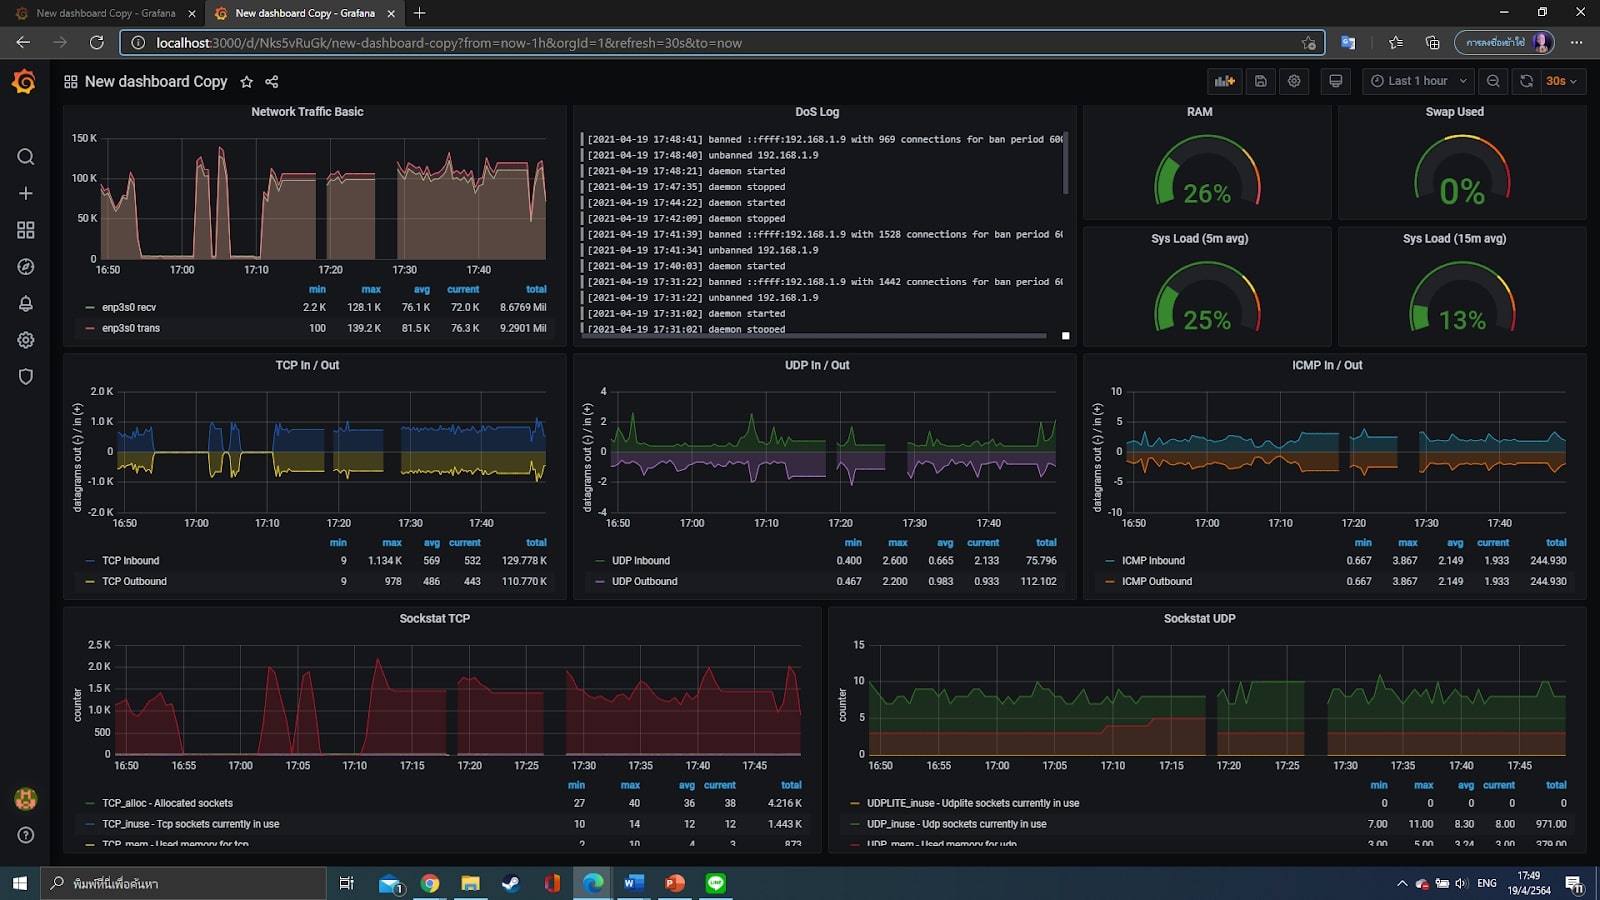 New dashboard Copy - Grafana
New dashboard Copy - Grafana
localhost:3000/d/Nks5vRuGk/new-dashboard-copy?from=now-1h&orgId=1&refresh=30s&to=now
การลงชื่อเข้าใช้
New dashboard Copy
Last 1 hour
30s
Network Traffic Basic
150 K
100 K
50 K
0
16:50 17:00 17:10 17:20 17:30 17:40
min max avg current total
enp3s0 recv 2.2 K 128.1 K 76.1 K 72.0 K 8.6769 Mil
enp3s0 trans 100 139.2 K 81.5 K 76.3 K 9.2901 Mil
DoS Log
[2021-04-19 17:48:41] banned ::ffff:192.168.1.9 with 969 connections for ban period 600
[2021-04-19 17:48:40] unbanned 192.168.1.9
[2021-04-19 17:48:21] daemon started
[2021-04-19 17:47:35] daemon stopped
[2021-04-19 17:44:22] daemon started
[2021-04-19 17:42:09] daemon stopped
[2021-04-19 17:41:39] banned ::ffff:192.168.1.9 with 1528 connections for ban period 60
[2021-04-19 17:41:34] unbanned 192.168.1.9
[2021-04-19 17:40:03] daemon started
[2021-04-19 17:31:22] banned ::ffff:192.168.1.9 with 1442 connections for ban period 60
[2021-04-19 17:31:22] unbanned 192.168.1.9
[2021-04-19 17:31:02] daemon started
[2021-04-19 17:31:02] daemon stopped
RAM
26%
Swap Used
0%
Sys Load (5m avg)
25%
Sys Load (15m avg)
13%
TCP In / Out
datagrams out (-) / in (+)
2.0 K
1.0 K
0
-1.0 K
-2.0 K
16:50 17:00 17:10 17:20 17:30 17:40
min max avg current total
TCP Inbound 9 1.134 K 569 532 129.778 K
TCP Outbound 9 978 486 443 110.770 K
UDP In / Out
datagrams out (-) / in (+)
4
2
0
-2
-4
16:50 17:00 17:10 17:20 17:30 17:40
min max avg current total
UDP Inbound 0.400 2.600 0.665 2.133 75.796
UDP Outbound 0.467 2.200 0.983 0.933 112.102
ICMP In / Out
datagrams out (-) / in (+)
10
5
0
-5
-10
16:50 17:00 17:10 17:20 17:30 17:40
min max avg current total
ICMP Inbound 0.667 3.867 2.149 1.933 244.930
ICMP Outbound 0.667 3.867 2.149 1.933 244.930
Sockstat TCP
counter
2.5 K
2.0 K
1.5 K
1.0 K
500
0
16:50 16:55 17:00 17:05 17:10 17:15 17:20 17:25 17:30 17:35 17:40 17:45
min max avg current total
TCP_alloc - Allocated sockets 27 40 36 38 4.216 K
TCP_inuse - Tcp sockets currently in use 10 14 12 12 1.443 K
TCP_mem - Used memory for tcp 2 10 4 3 873
Sockstat UDP
counter
15
10
5
0
16:50 16:55 17:00 17:05 17:10 17:15 17:20 17:25 17:30 17:35 17:40 17:45
min max avg current total
UDPLITE_inuse - Udplite sockets currently in use 0 0 0 0 0
UDP_inuse - Udp sockets currently in use 7.00 11.00 8.30 8.00 971.00
UDP_mem - Used memory for udp 3.00 5.00 3.24 3.00 379.00
พิมพ์ที่นี่เพื่อค้นหา
1
ENG
17:49
19/4/2564
11